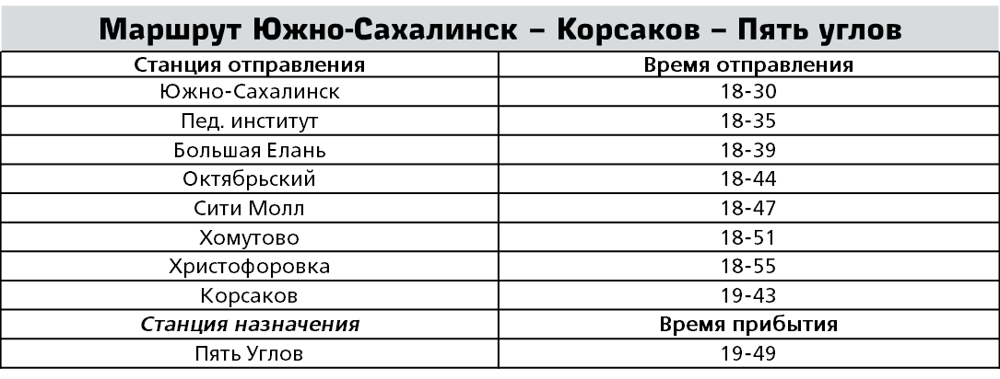 Маршрут Южно-Сахалинск – Корсаков – Пять углов
Станция отправления Время отправления
Южно-Сахалинск 18-30
Пед. институт 18-35
Большая Елань 18-39
Октябрьский 18-44
Сити Молл 18-47
Хомутово 18-51
Христофоровка 18-55
Корсаков 19-43
Станция назначения Время прибытия
Пять Углов 19-49